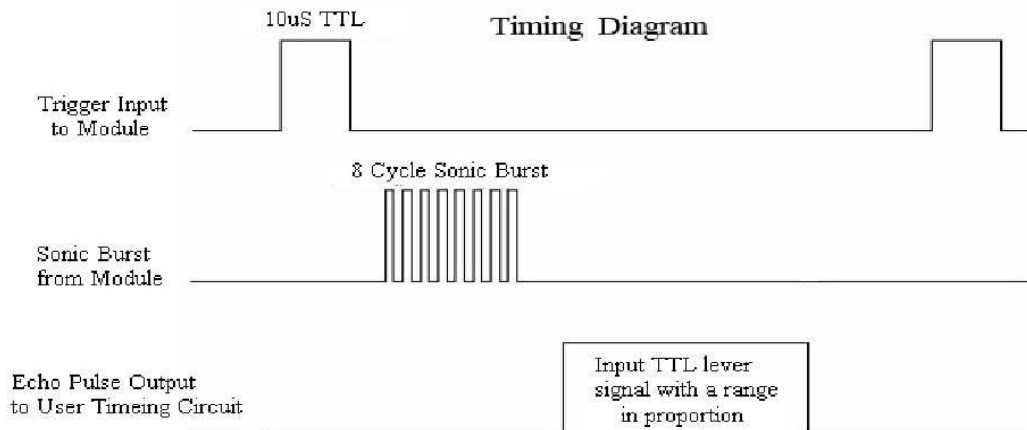 10uS TTL
Timing Diagram
Trigger Input
to Module
8 Cycle Sonic Burst
Sonic Burst
from Module
Echo Pulse Output
to User Timeing Circuit
Input TTL lever
signal with a range
in proportion